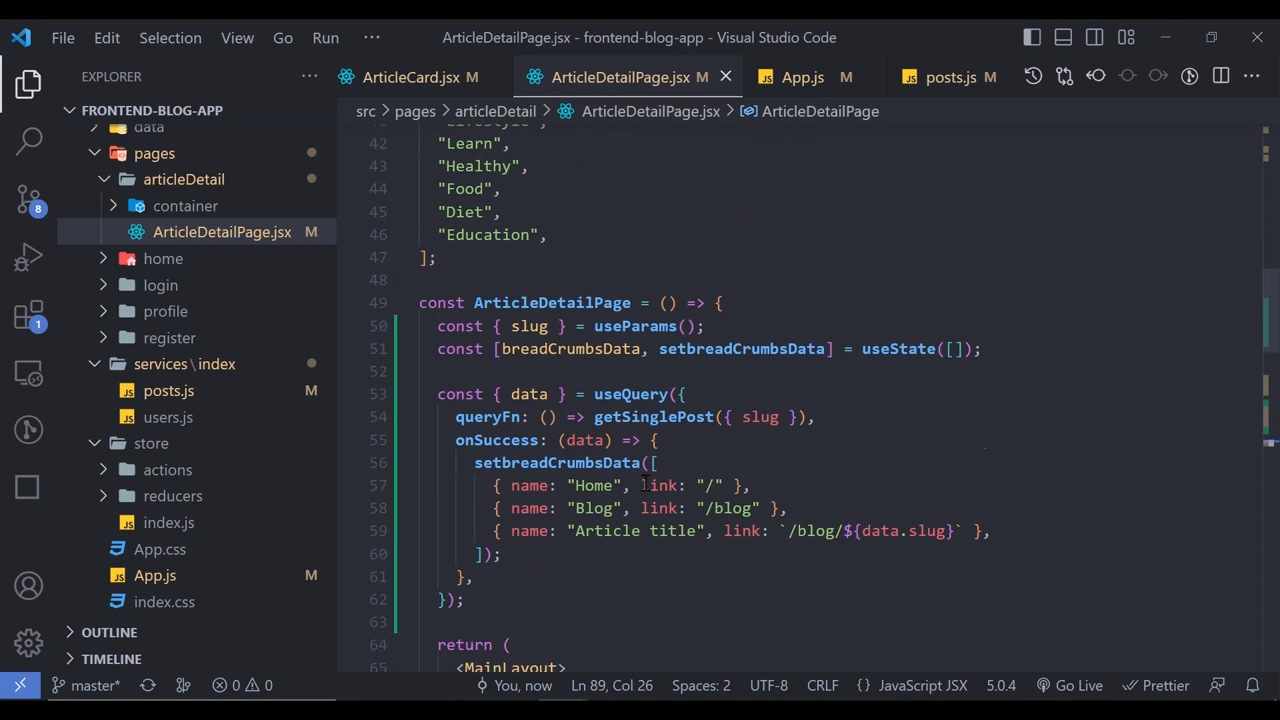 File Edit Selection View Go Run ··· ArticleDetailPage.jsx - frontend-blog-app - Visual Studio Code
EXPLORER ···
ArticleCard.jsx M ArticleDetailPage.jsx M App.js M posts.js M
FRONTEND-BLOG-APP
src > pages > articleDetail > ArticleDetailPage.jsx > ArticleDetailPage
data
pages
articleDetail
container
ArticleDetailPage.jsx M
home
login
profile
register
services\index
posts.js M
users.js
store
actions
reducers
index.js
App.css
App.js M
index.css
OUTLINE
TIMELINE
8
1
41 "Lifestyle",
42 "Learn",
43 "Healthy",
44 "Food",
45 "Diet",
46 "Education",
47 ];
48
49 const ArticleDetailPage = () => {
50 const { slug } = useParams();
51 const [breadCrumbsData, setbreadCrumbsData] = useState([]);
52
53 const { data } = useQuery({
54 queryFn: () => getSinglePost({ slug }),
55 onSuccess: (data) => {
56 setbreadCrumbsData([
57 { name: "Home", link: "/" },
58 { name: "Blog", link: "/blog" },
59 { name: "Article title", link: `/blog/${data.slug}` },
60 ]);
61 },
62 });
63
64 return (
65 <MainLayout>
master* 0 0 You, now Ln 89, Col 26 Spaces: 2 UTF-8 CRLF {} JavaScript JSX 5.0.4 Go Live Prettier